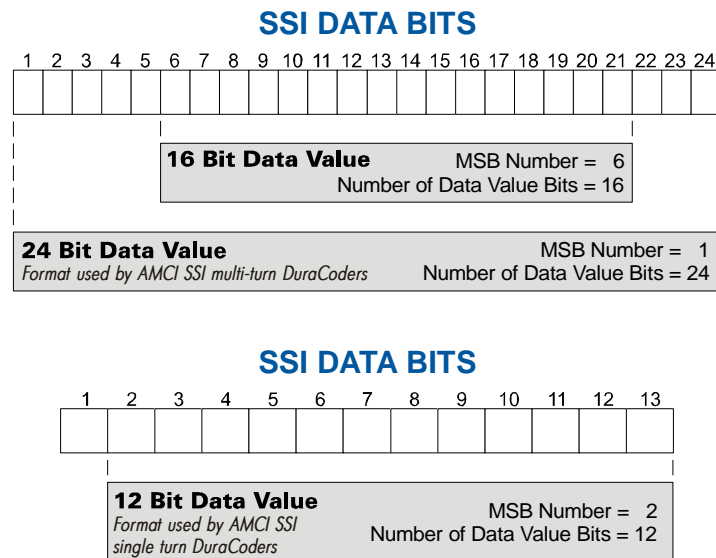 SSI DATA BITS
1 2 3 4 5 6 7 8 9 10 11 12 13 14 15 16 17 18 19 20 21 22 23 24
16 Bit Data Value MSB Number = 6
Number of Data Value Bits = 16
24 Bit Data Value MSB Number = 1
Format used by AMCI SSI multi-turn DuraCoders Number of Data Value Bits = 24
SSI DATA BITS
1 2 3 4 5 6 7 8 9 10 11 12 13
12 Bit Data Value MSB Number = 2
Format used by AMCI SSI Number of Data Value Bits = 12
single turn DuraCoders